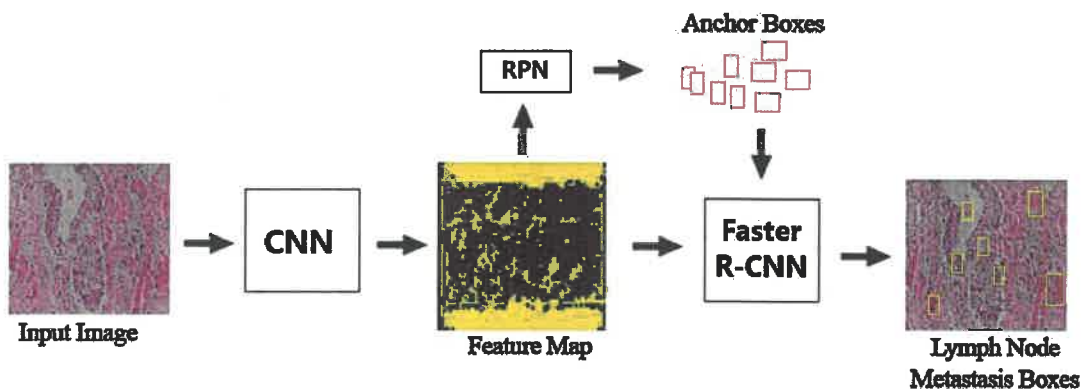 Anchor Boxes
RPN
CNN
Faster
R-CNN
Input Image
Feature Map
Lymph Node
Metastasis Boxes